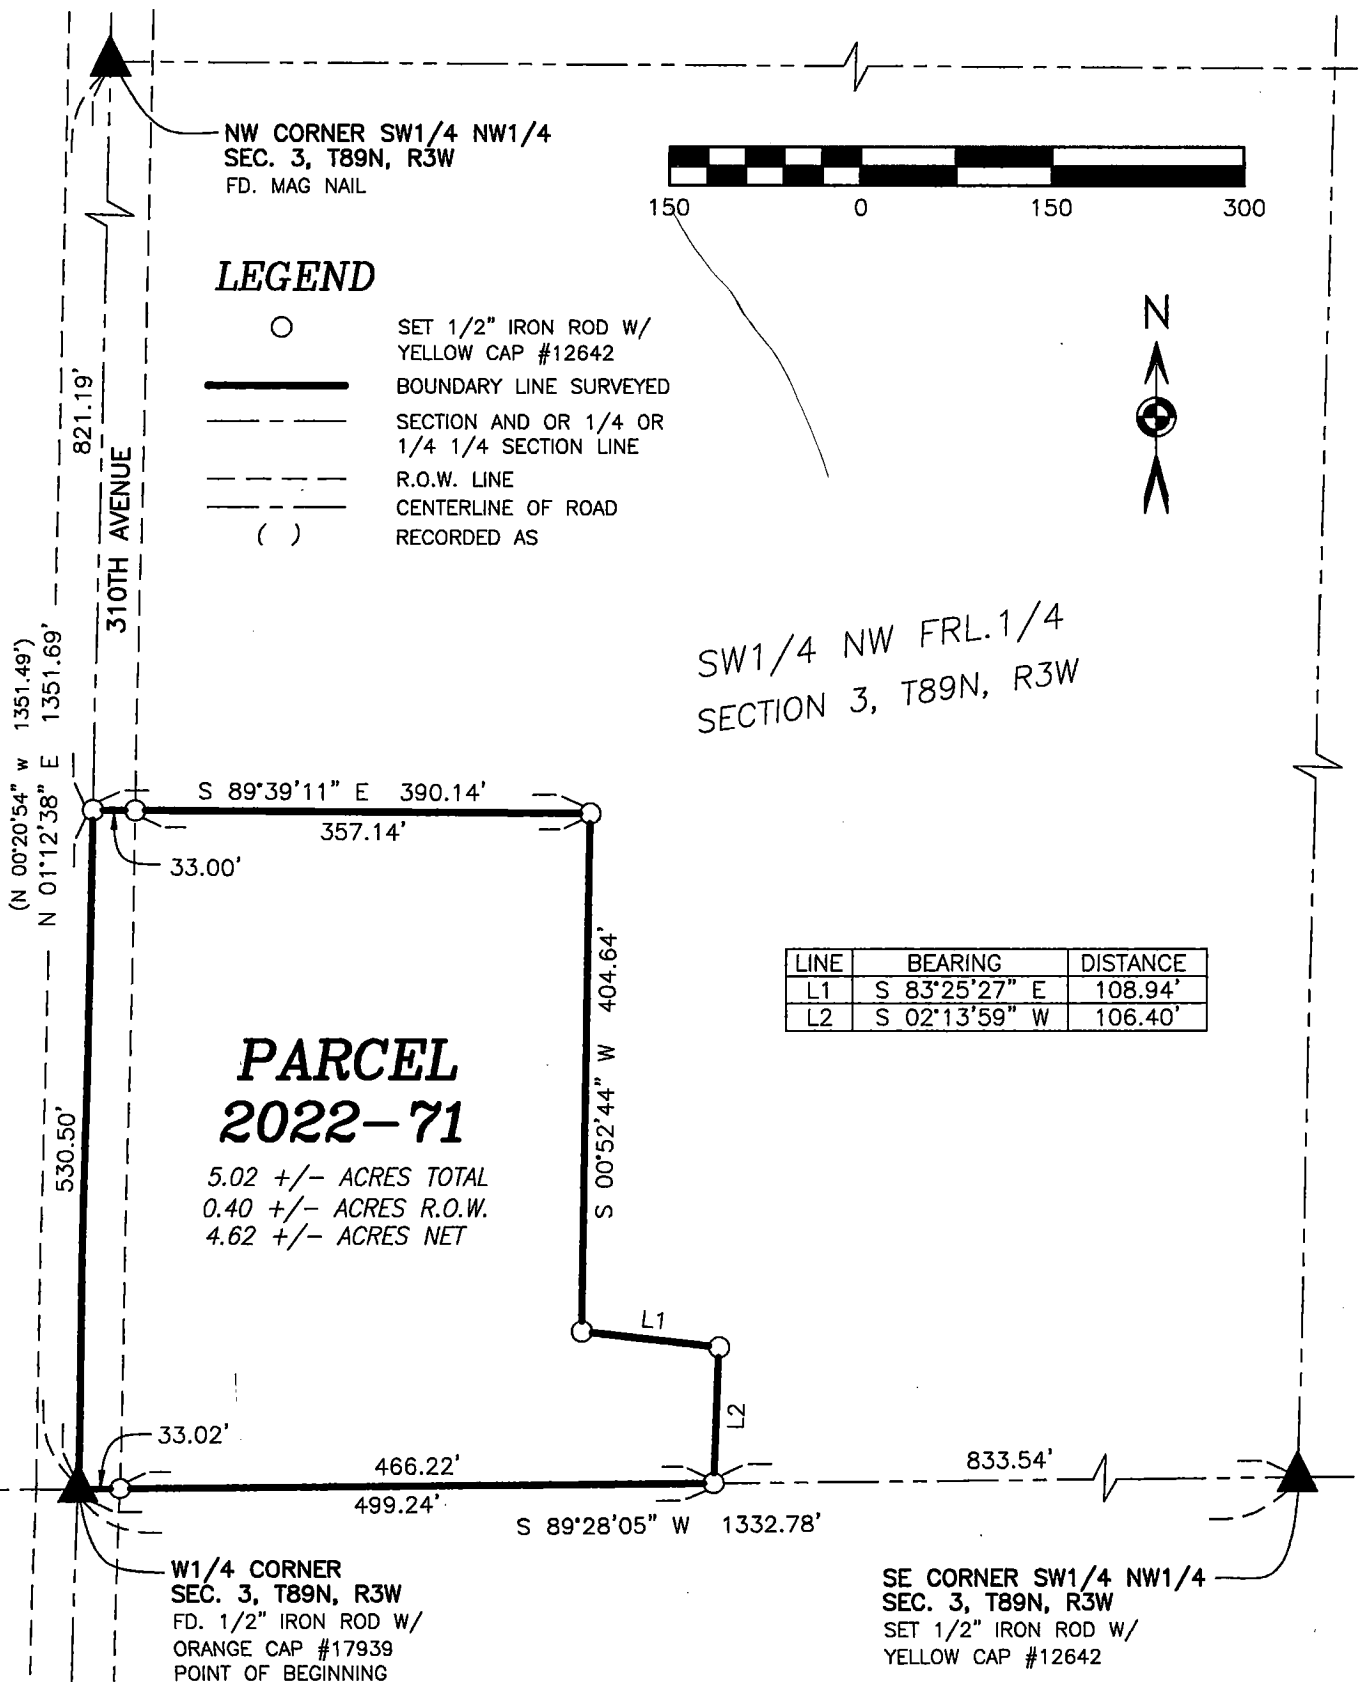 NW CORNER SW1/4 NW1/4
SEC. 3, T89N, R3W
FD. MAG NAIL
150 0 150 300
LEGEND
SET 1/2" IRON ROD W/
YELLOW CAP #12642
BOUNDARY LINE SURVEYED
SECTION AND OR 1/4 OR
1/4 1/4 SECTION LINE
R.O.W. LINE
CENTERLINE OF ROAD
( ) RECORDED AS
N
821.19'
310TH AVENUE
(N 00°20'54" w 1351.49')
N 01°12'38" E 1351.69'
SW1/4 NW FRL.1/4
SECTION 3, T89N, R3W
S 89°39'11" E 390.14'
357.14'
33.00'
S 00°52'44" W 404.64'
LINE BEARING DISTANCE
L1 S 83°25'27" E 108.94'
L2 S 02°13'59" W 106.40'
PARCEL
2022-71
5.02 +/- ACRES TOTAL
0.40 +/- ACRES R.O.W.
4.62 +/- ACRES NET
530.50'
L1
L2
33.02'
466.22'
499.24'
833.54'
S 89°28'05" W 1332.78'
W1/4 CORNER
SEC. 3, T89N, R3W
FD. 1/2" IRON ROD W/
ORANGE CAP #17939
POINT OF BEGINNING
SE CORNER SW1/4 NW1/4
SEC. 3, T89N, R3W
SET 1/2" IRON ROD W/
YELLOW CAP #12642